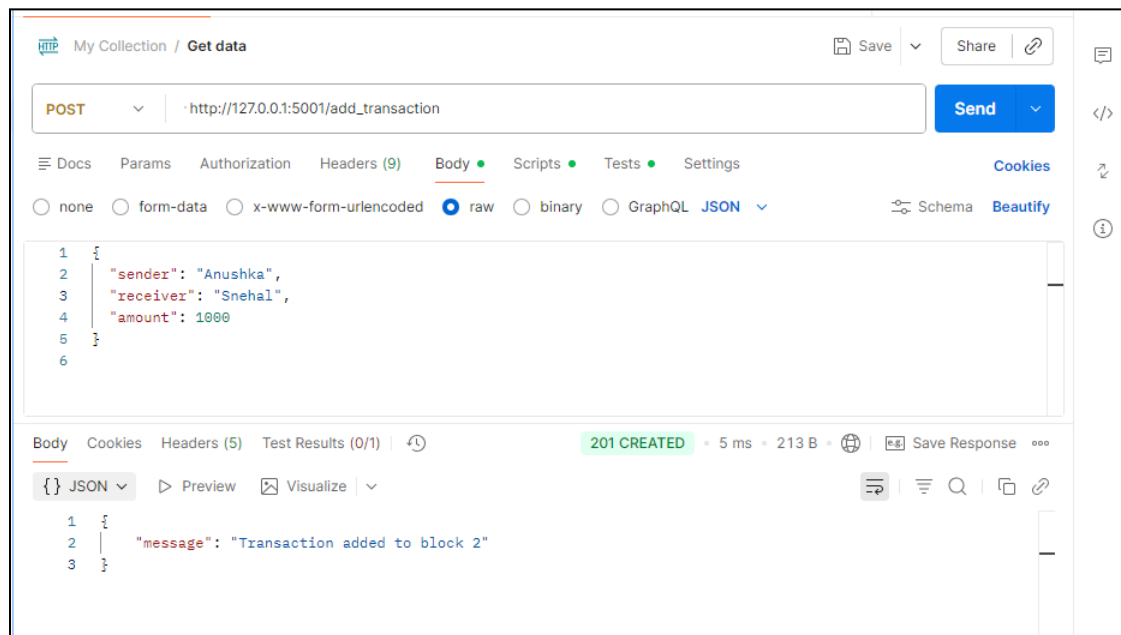 HTTP My Collection / Get data Save Share
POST http://127.0.0.1:5001/add_transaction Send
Docs Params Authorization Headers (9) Body Scripts Tests Settings Cookies
none form-data x-www-form-urlencoded raw binary GraphQL JSON Schema Beautify
1 {
2 "sender": "Anushka",
3 "receiver": "Snehal",
4 "amount": 1000
5 }
6
Body Cookies Headers (5) Test Results (0/1) 201 CREATED • 5 ms • 213 B • e.g. Save Response
{} JSON Preview Visualize
1 {
2 "message": "Transaction added to block 2"
3 }